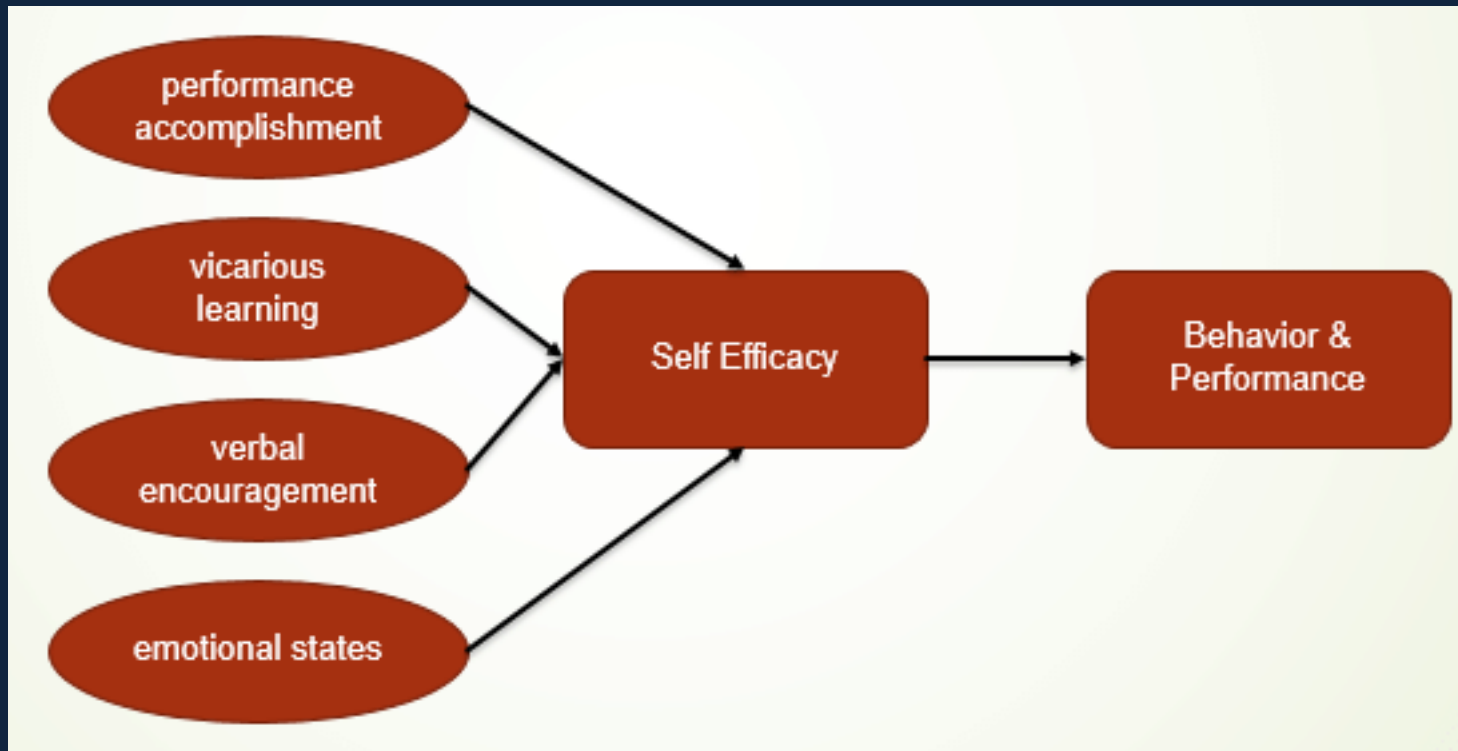 performance
accomplishment
vicarious
learning
verbal
encouragement
emotional states
Self Efficacy
Behavior &
Performance